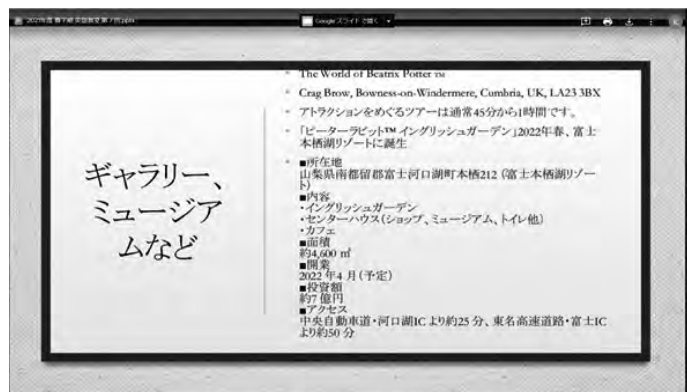 Google スライド で開く
ギャラリー、
ミュージア
ムなど
The World of Beatrix Potter ™
Crag Brow, Bowness-on-Windermere, Cumbria, UK, LA23 3BX
アトラクションをめぐるツアーは通常45分から1時間です。
「ピーターラビット™ イングリッシュガーデン」2022年春、富士
本栖湖リゾートに誕生
■所在地
山梨県南都留郡富士河口湖町本栖212 (富士本栖湖リゾー
ト)
■内容
・イングリッシュガーデン
・センターハウス(ショップ、ミュージアム、トイレ他)
・カフェ
■面積
約4,600 ㎡
■開業
2022 年4 月 (予定)
■投資額
約7 億円
■アクセス
中央自動車道・河口湖IC より約25 分、東名高速道路・富士IC
より約50 分